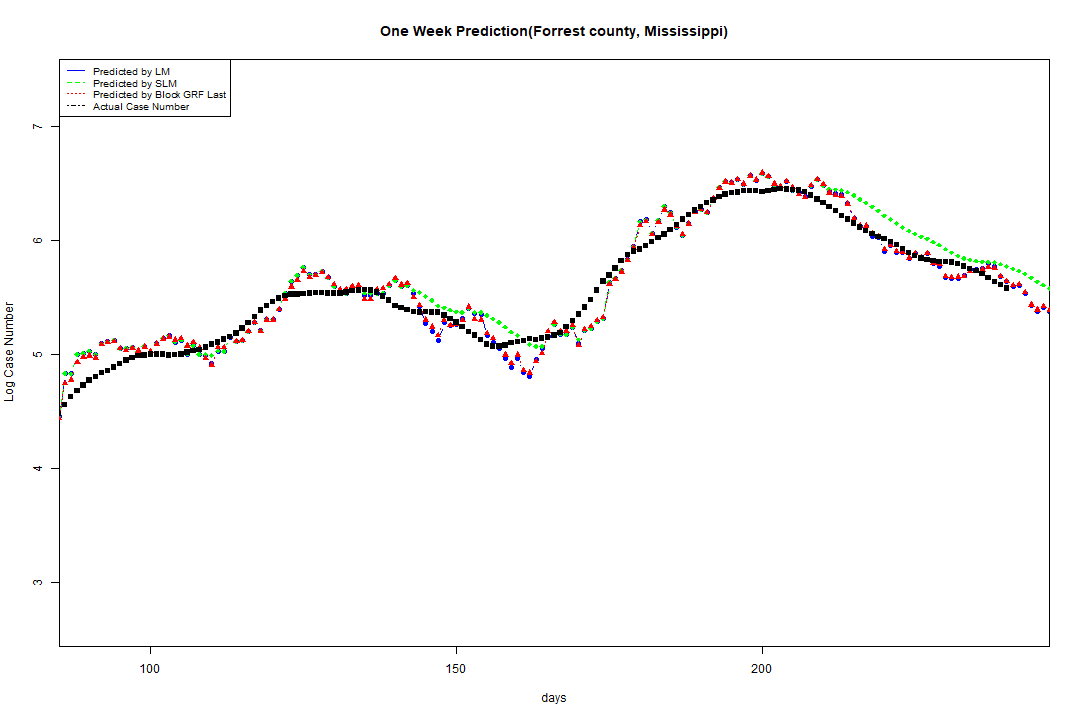 One Week Prediction(Forrest county, Mississippi)
Predicted by LM
Predicted by SLM
Predicted by Block GRF Last
Actual Case Number
7
6
5
4
3
Log Case Number
100 150 200
days